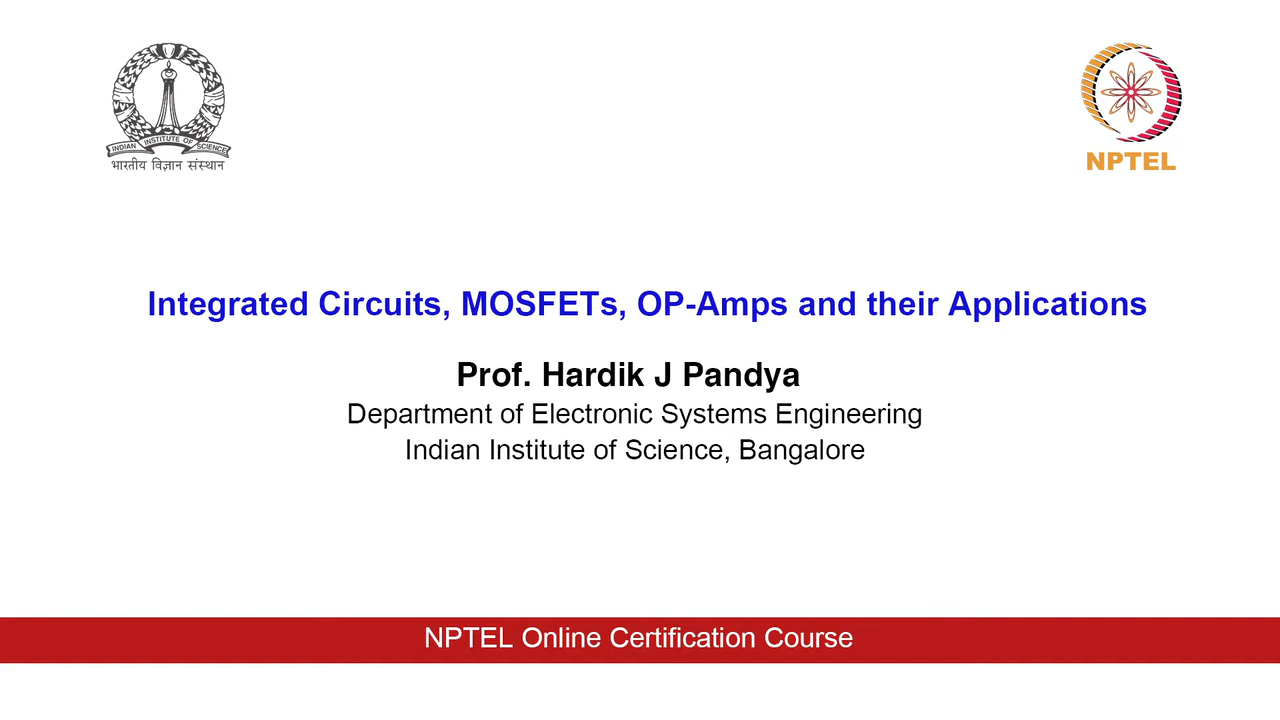 INDIAN INSTITUTE OF SCIENCE
भारतीय विज्ञान संस्थान
NPTEL
Integrated Circuits, MOSFETs, OP-Amps and their Applications
Prof. Hardik J Pandya
Department of Electronic Systems Engineering
Indian Institute of Science, Bangalore
NPTEL Online Certification Course